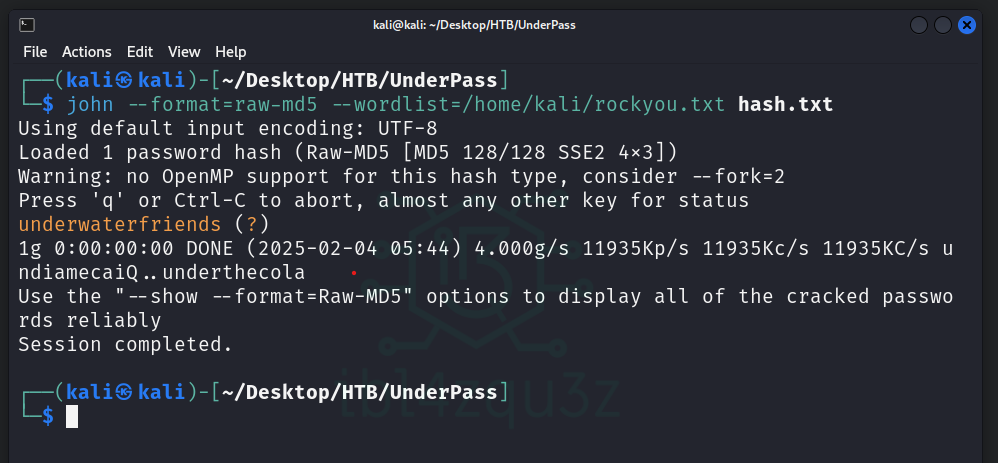 kali@kali: ~/Desktop/HTB/UnderPass
File Actions Edit View Help
┌──(kali㉿kali)-[~/Desktop/HTB/UnderPass]
└─$ john --format=raw-md5 --wordlist=/home/kali/rockyou.txt hash.txt
Using default input encoding: UTF-8
Loaded 1 password hash (Raw-MD5 [MD5 128/128 SSE2 4×3])
Warning: no OpenMP support for this hash type, consider --fork=2
Press 'q' or Ctrl-C to abort, almost any other key for status
underwaterfriends (?)
1g 0:00:00:00 DONE (2025-02-04 05:44) 4.000g/s 11935Kp/s 11935Kc/s 11935KC/s u
ndiamecaiQ..underthecola
Use the "--show --format=Raw-MD5" options to display all of the cracked passwo
rds reliably
Session completed.
┌──(kali㉿kali)-[~/Desktop/HTB/UnderPass]
└─$
ibl4zqu3z